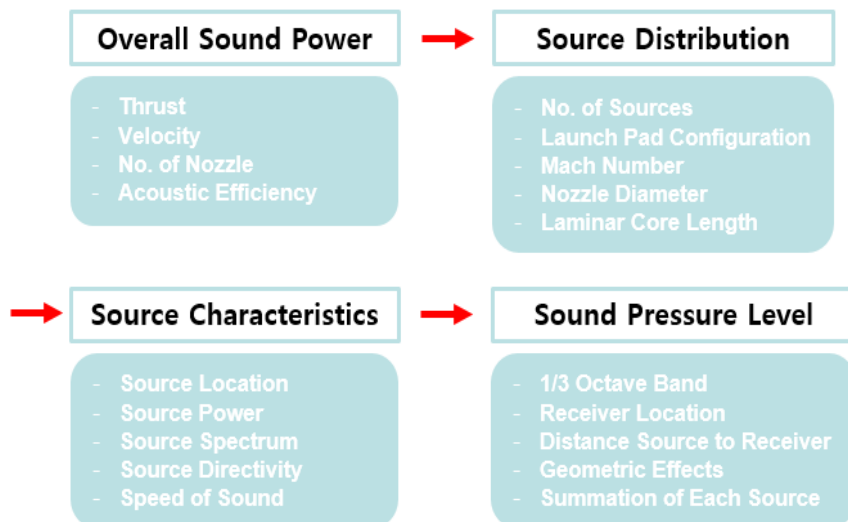 Overall Sound Power
- Thrust
- Velocity
- No. of Nozzle
- Acoustic Efficiency
Source Distribution
- No. of Sources
- Launch Pad Configuration
- Mach Number
- Nozzle Diameter
- Laminar Core Length
Source Characteristics
- Source Location
- Source Power
- Source Spectrum
- Source Directivity
- Speed of Sound
Sound Pressure Level
- 1/3 Octave Band
- Receiver Location
- Distance Source to Receiver
- Geometric Effects
- Summation of Each Source